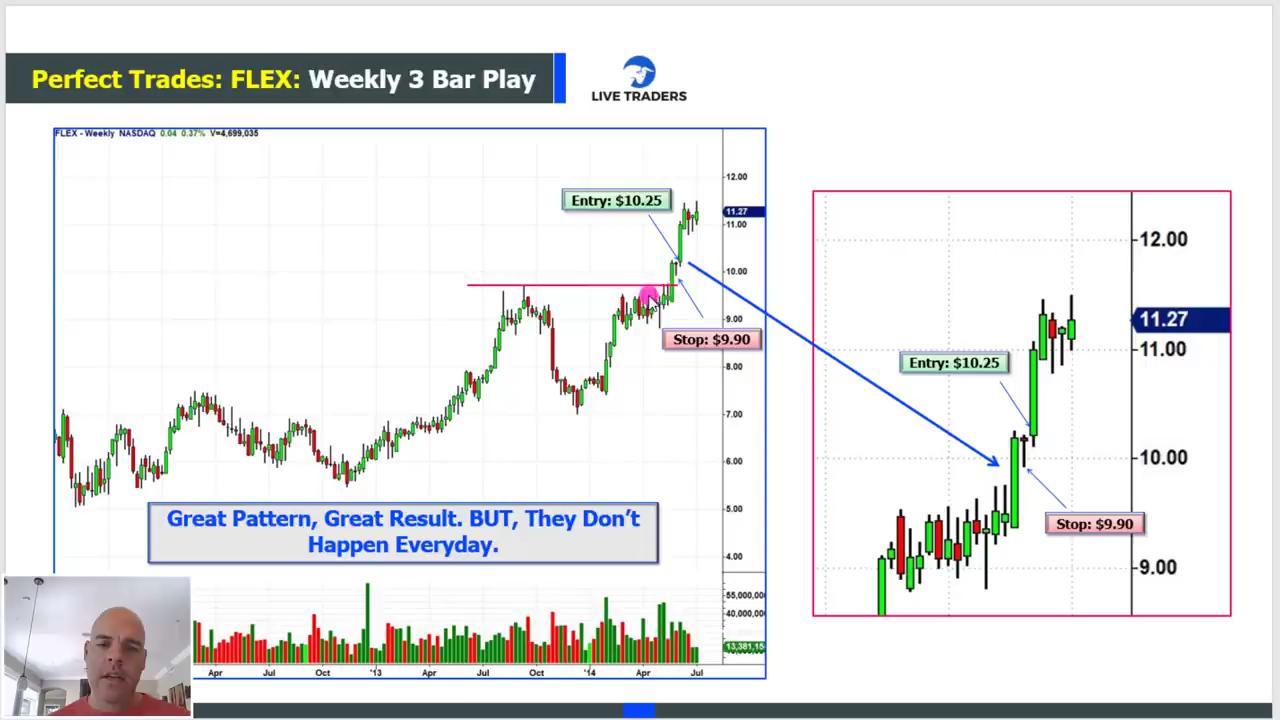 Perfect Trades: FLEX: Weekly 3 Bar Play
LIVE TRADERS
FLEX - Weekly NASDAQ 0.04 0.37% V=4,699,035
12.00
Entry: $10.25
11.27
11.00
10.00
9.00
Stop: $9.90
8.00
7.00
6.00
5.00
Great Pattern, Great Result. BUT, They Don't
Happen Everyday.
4.00
55,000,000
40,000,000
Apr Jul Oct '13 Apr Jul Oct '14 Apr Jul
12.00
11.27
11.00
Entry: $10.25
10.00
Stop: $9.90
9.00